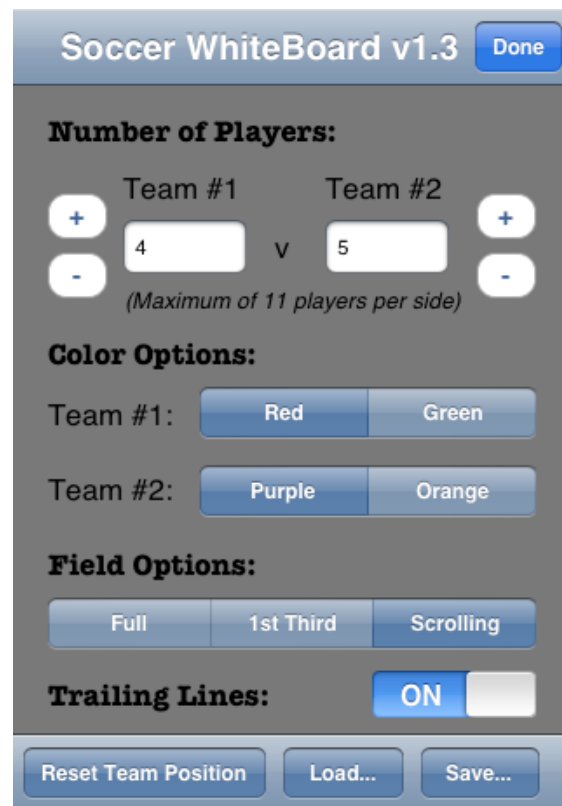 Soccer WhiteBoard v1.3 Done
Number of Players:
Team #1 Team #2
+ +
4 v 5
- -
(Maximum of 11 players per side)
Color Options:
Team #1: Red Green
Team #2: Purple Orange
Field Options:
Full 1st Third Scrolling
Trailing Lines: ON
Reset Team Position Load... Save...